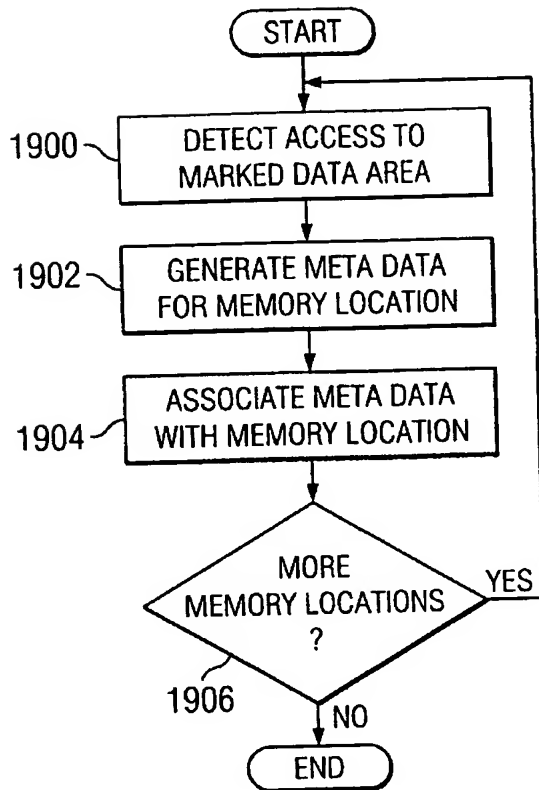 START
1900
DETECT ACCESS TO
MARKED DATA AREA
1902
GENERATE META DATA
FOR MEMORY LOCATION
1904
ASSOCIATE META DATA
WITH MEMORY LOCATION
MORE
MEMORY LOCATIONS
?
YES
1906
NO
END